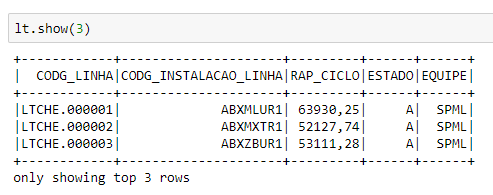 lt.show(3)
+------------+---------------------+---------+------+------+
|  CODG_LINHA|CODG_INSTALACAO_LINHA|RAP_CICLO|ESTADO|EQUIPE|
+------------+---------------------+---------+------+------+
|LTCHE.000001|             ABXMLUR1| 63930,25|     A|  SPML|
|LTCHE.000002|             ABXMXTR1| 52127,74|     A|  SPML|
|LTCHE.000003|             ABXZBUR1| 53111,28|     A|  SPML|
+------------+---------------------+---------+------+------+
only showing top 3 rows